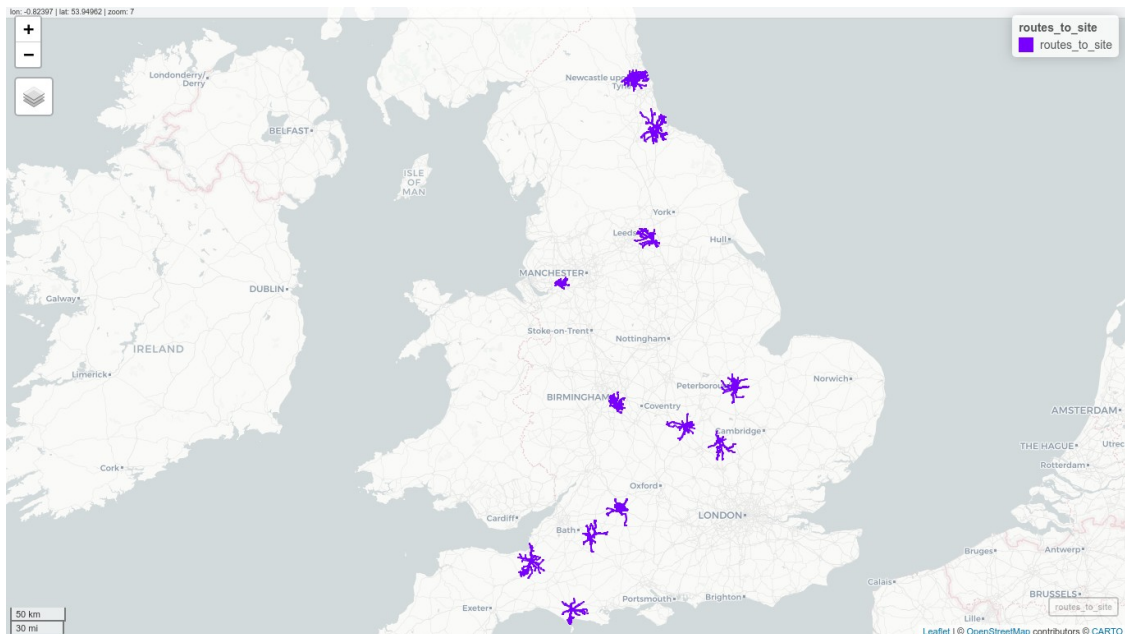 lon: -0.82397 | lat: 53.94962 | zoom: 7
+
−
routes_to_site
routes_to_site
Londonderry/
Derry
Newcastle upon
Tyne
BELFAST
ISLE
OF
MAN
York
Leeds
Hull
MANCHESTER
DUBLIN
Galway
Stoke-on-Trent
Nottingham
IRELAND
Limerick
Peterborou
Norwich
BIRMINGHAM
Coventry
AMSTERDAM
Cambridge
THE HAGUE
Utrec
Rotterdam
Cork
Oxford
Cardiff
LONDON
Bath
Bruges
Antwerp
Calais
BRUSSELS
Exeter
Portsmouth
Brighton
routes_to_site
50 km
30 mi
Lille
Leaflet | © OpenStreetMap contributors © CARTO